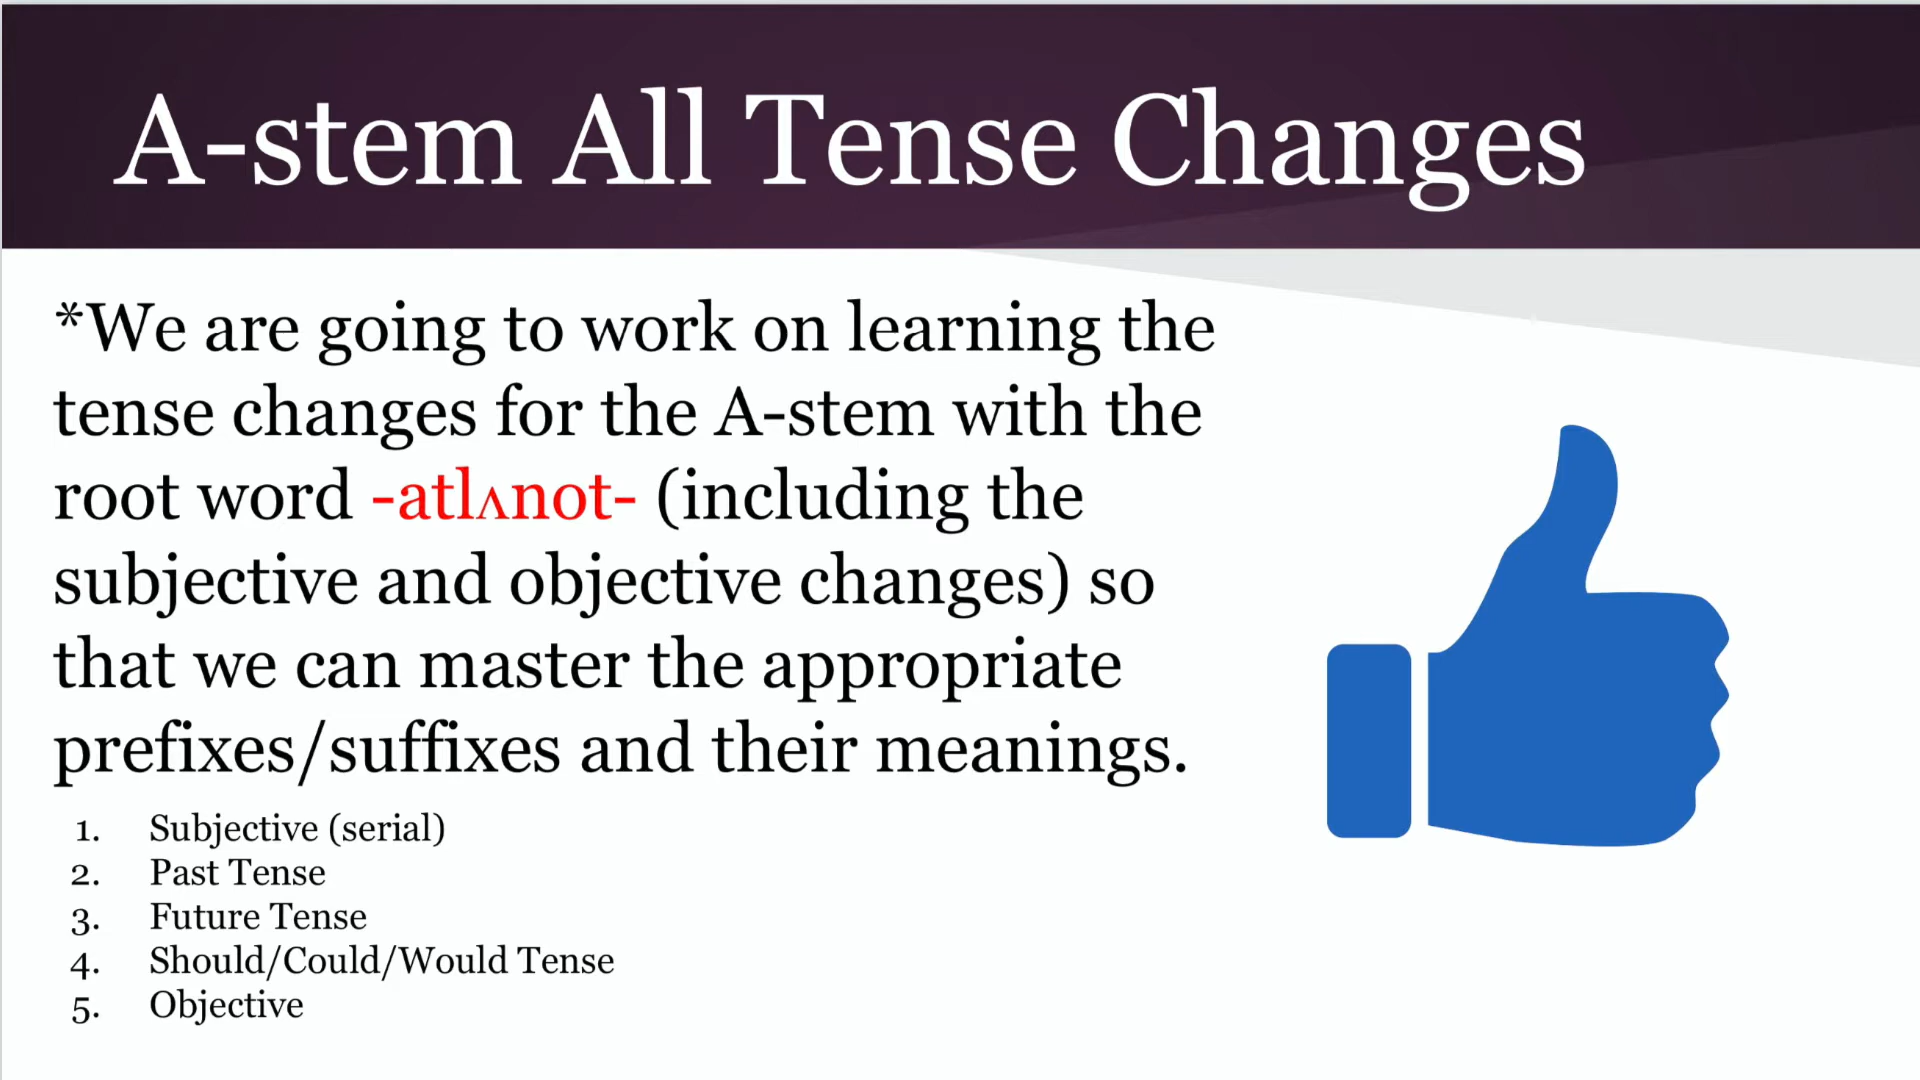 A-stem All Tense Changes
*We are going to work on learning the
tense changes for the A-stem with the
root word -atlʌnot- (including the
subjective and objective changes) so
that we can master the appropriate
prefixes/suffixes and their meanings.
1. Subjective (serial)
2. Past Tense
3. Future Tense
4. Should/Could/Would Tense
5. Objective